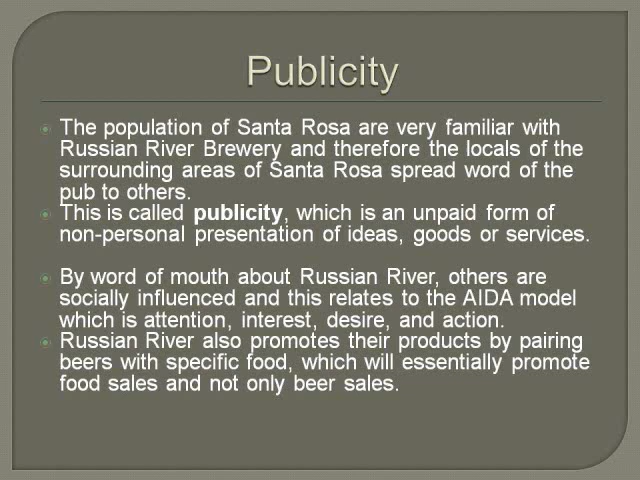 Publicity
The population of Santa Rosa are very familiar with
Russian River Brewery and therefore the locals of the
surrounding areas of Santa Rosa spread word of the
pub to others.
This is called publicity, which is an unpaid form of
non-personal presentation of ideas, goods or services.
By word of mouth about Russian River, others are
socially influenced and this relates to the AIDA model
which is attention, interest, desire, and action.
Russian River also promotes their products by pairing
beers with specific food, which will essentially promote
food sales and not only beer sales.